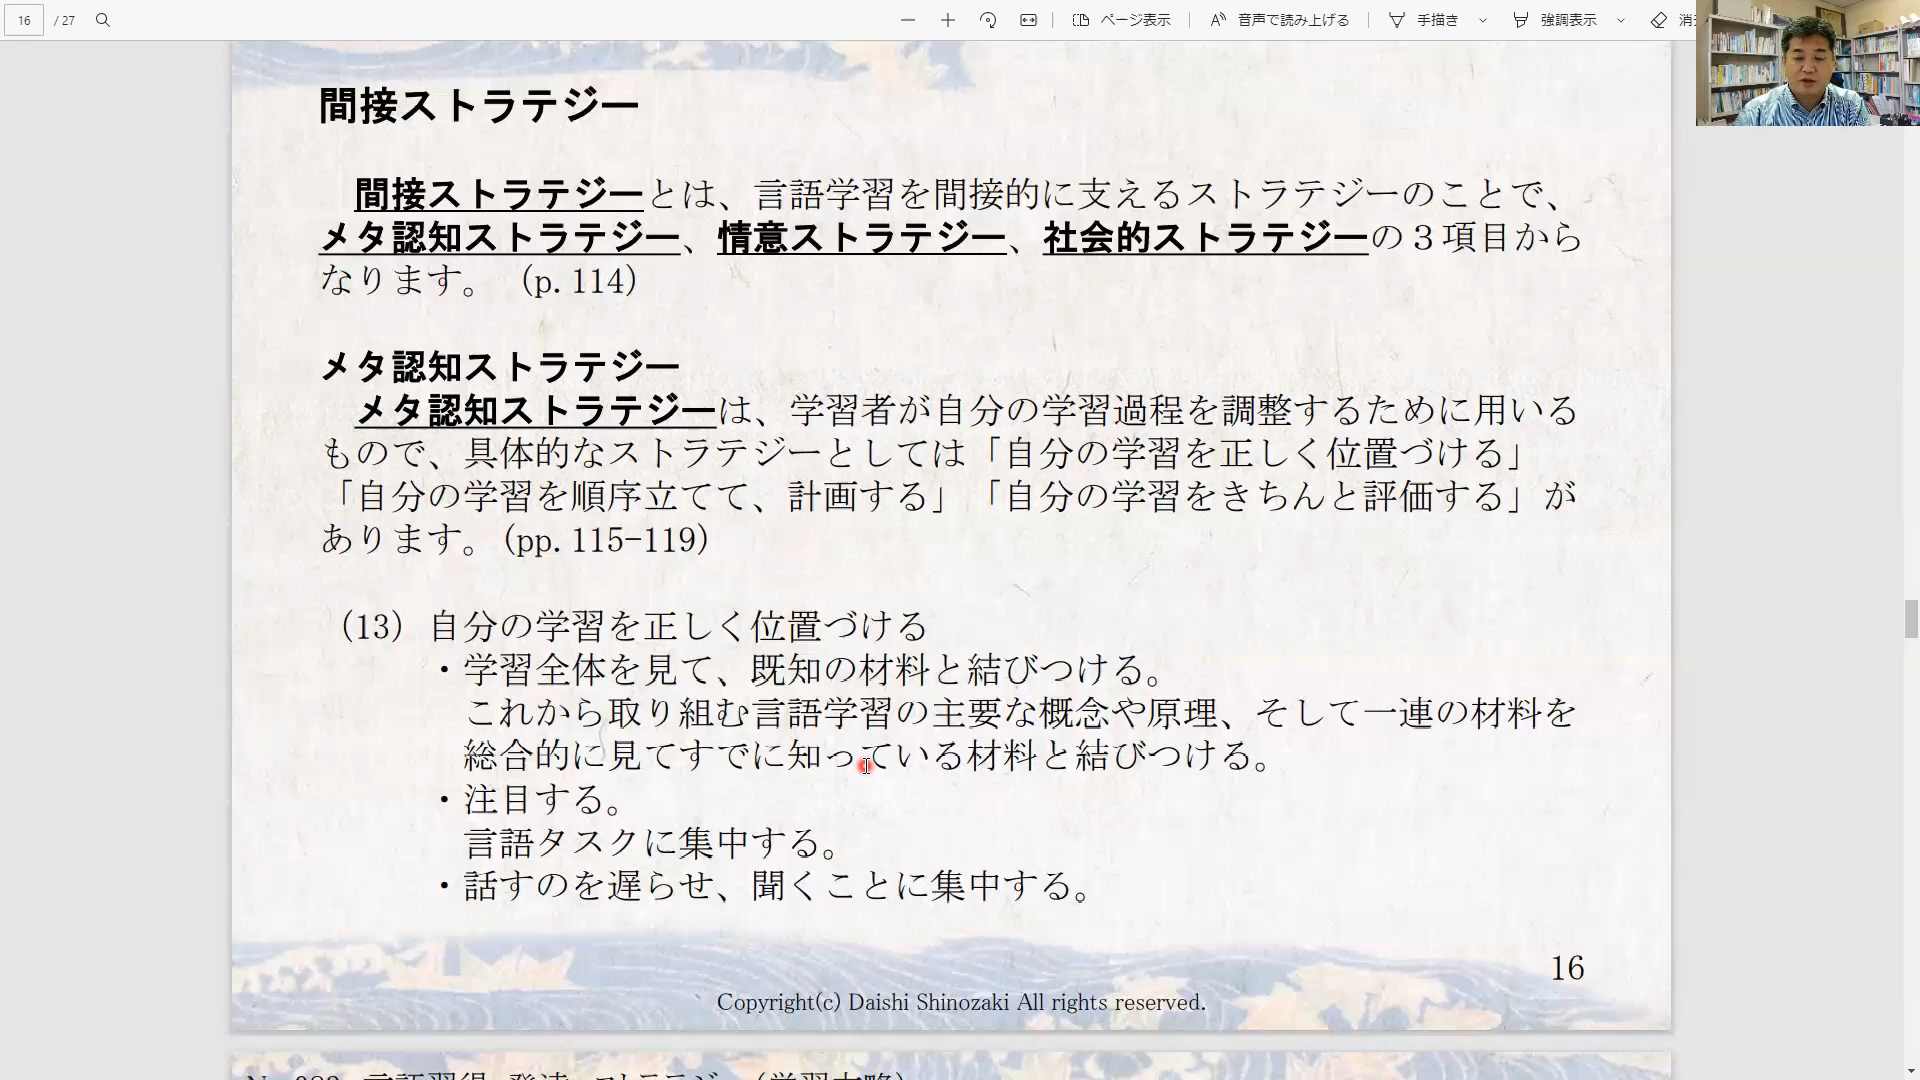 16 / 27
ページ表示
音声で読み上げる
手描き
強調表示
間接ストラテジー
間接ストラテジーとは、言語学習を間接的に支えるストラテジーのことで、
メタ認知ストラテジー、情意ストラテジー、社会的ストラテジーの３項目から
なります。 (p.114)
メタ認知ストラテジー
メタ認知ストラテジーは、学習者が自分の学習過程を調整するために用いる
もので、具体的なストラテジーとしては「自分の学習を正しく位置づける」
「自分の学習を順序立てて、計画する」「自分の学習をきちんと評価する」が
あります。(pp.115-119)
(13) 自分の学習を正しく位置づける
・学習全体を見て、既知の材料と結びつける。
これから取り組む言語学習の主要な概念や原理、そして一連の材料を
総合的に見てすでに知っている材料と結びつける。
・注目する。
言語タスクに集中する。
・話すのを遅らせ、聞くことに集中する。
16
Copyright(c) Daishi Shinozaki All rights reserved.